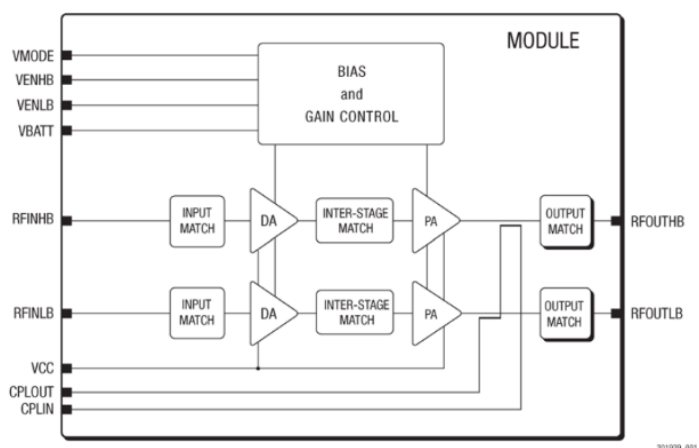 MODULE
VMODE
VENHB
VENLB
VBATT
BIAS
and
GAIN CONTROL
RFINHB
INPUT
MATCH
DA
INTER-STAGE
MATCH
PA
OUTPUT
MATCH
RFOUTHB
RFINLB
INPUT
MATCH
DA
INTER-STAGE
MATCH
PA
OUTPUT
MATCH
RFOUTLB
VCC
CPLOUT
CPLIN